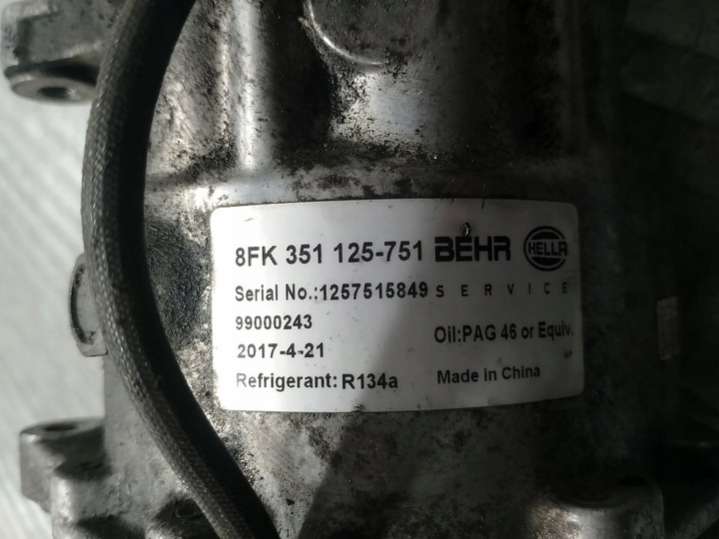 8FK 351 125-751 BEHR HELLA
Serial No.:1257515849 SERVICE
99000243
Oil:PAG 46 or Equiv.
2017-4-21
Refrigerant: R134a Made in China